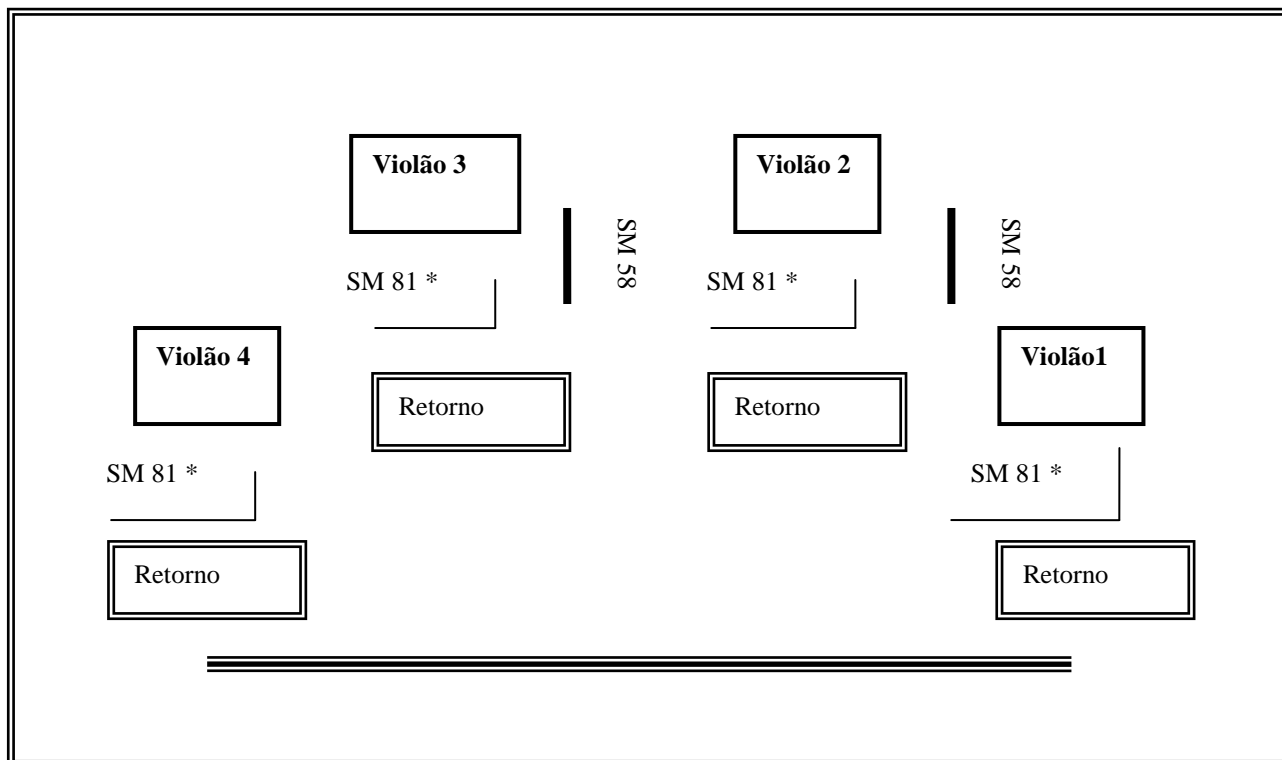 Violão 3
Violão 2
SM 58
SM 58
SM 81 *
SM 81 *
Violão 4
Violão1
Retorno
Retorno
SM 81 *
SM 81 *
Retorno
Retorno